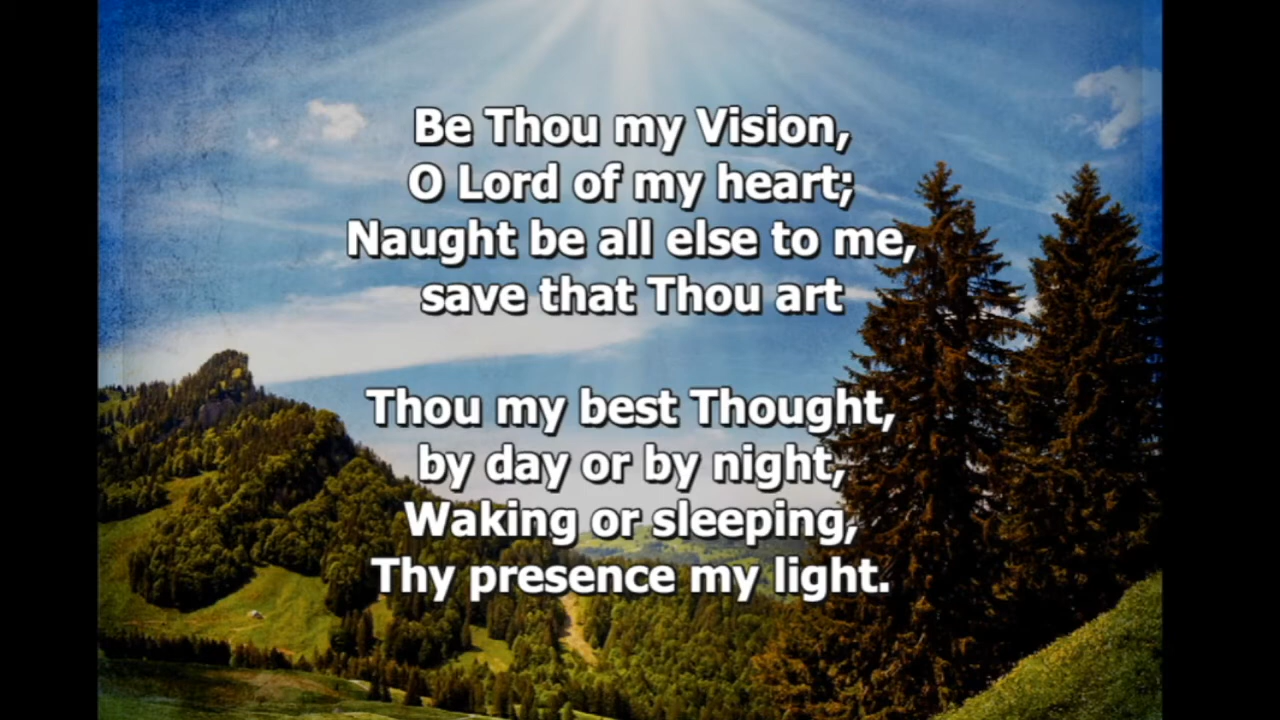 Be Thou my Vision,
O Lord of my heart;
Naught be all else to me,
save that Thou art
Thou my best Thought,
by day or by night,
Waking or sleeping,
Thy presence my light.